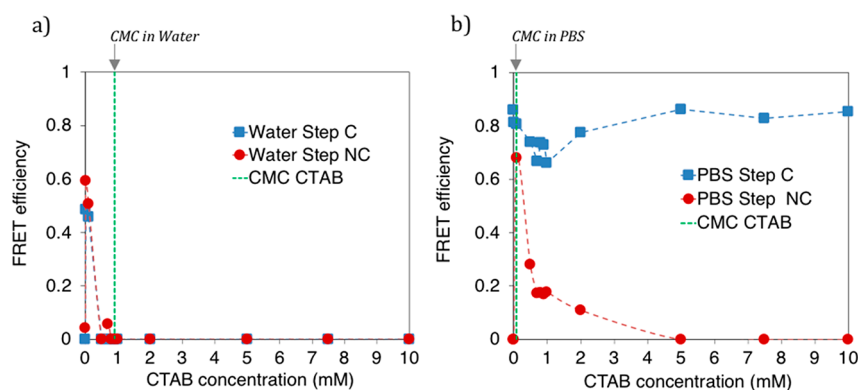 a)
CMC in Water
FRET efficiency
1
0.8
0.6
0.4
0.2
0
Water Step C
Water Step NC
CMC CTAB
0 1 2 3 4 5 6 7 8 9 10
CTAB concentration (mM)
b)
CMC in PBS
FRET efficiency
1
0.8
0.6
0.4
0.2
0
PBS Step C
PBS Step NC
CMC CTAB
0 1 2 3 4 5 6 7 8 9 10
CTAB concentration (mM)